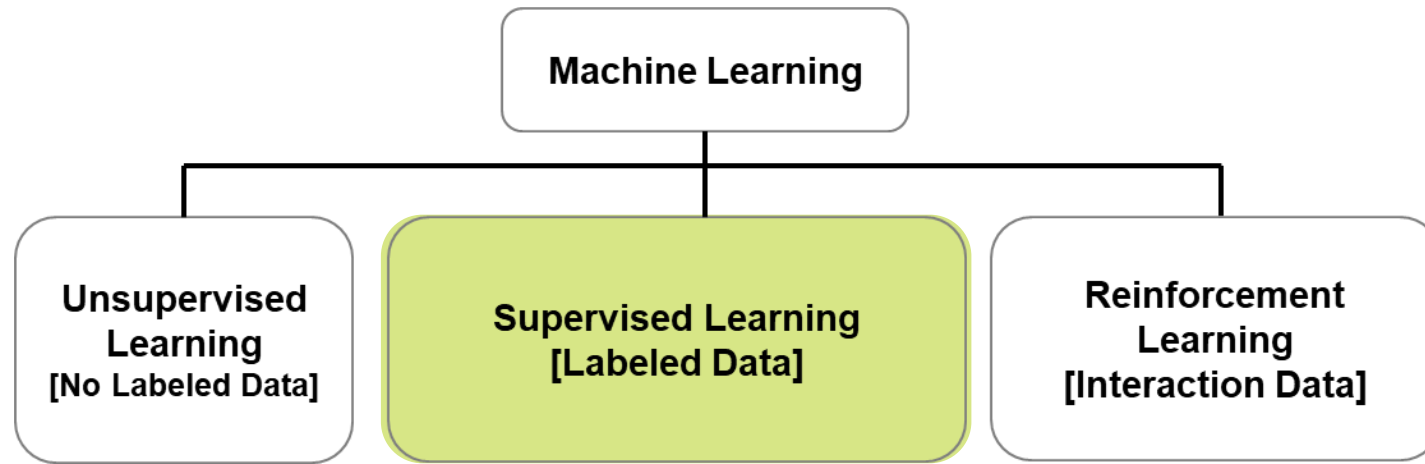 Machine Learning
Unsupervised
Learning
[No Labeled Data]
Supervised Learning
[Labeled Data]
Reinforcement
Learning
[Interaction Data]